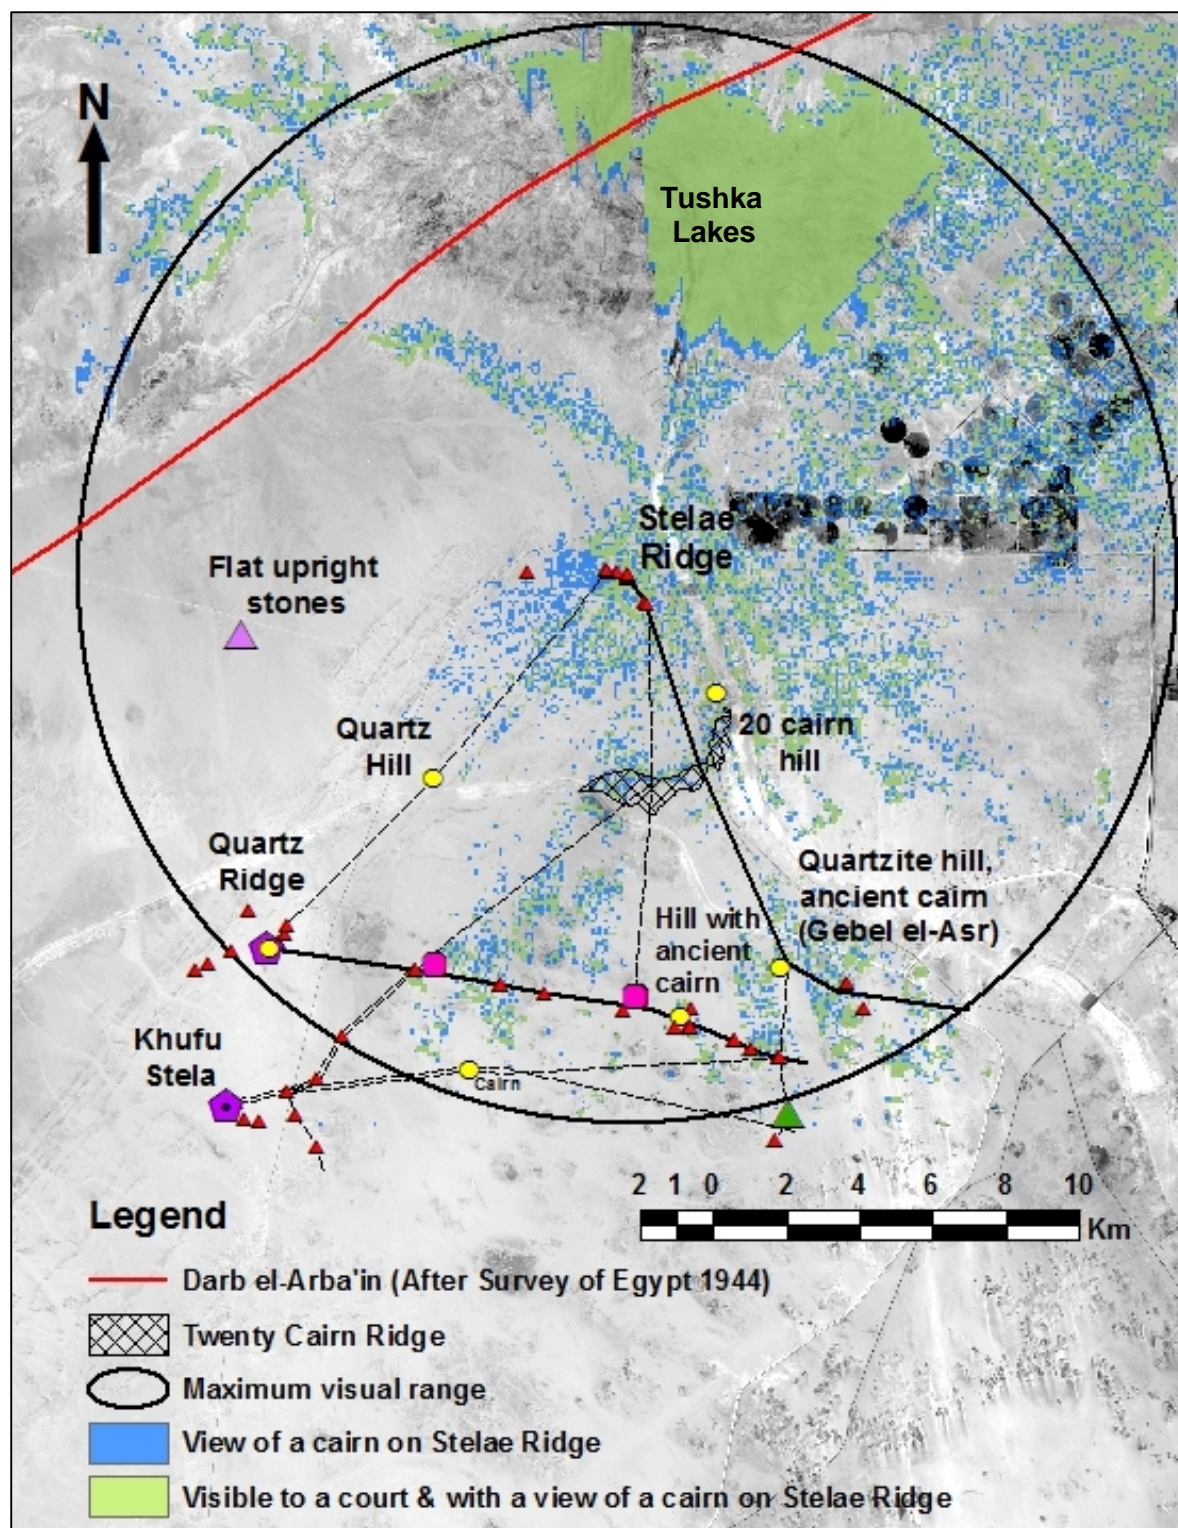 N
Tushka
Lakes
Stelae
Ridge
Flat upright
stones
Quartz
Hill
20 cairn
hill
Quartz
Ridge
Quartzite hill,
ancient cairn
(Gebel el-Asr)
Hill with
ancient
cairn
Khufu
Stela
Cairn
2 1 0 2 4 6 8 10
Km
Legend
Darb el-Arba'in (After Survey of Egypt 1944)
Twenty Cairn Ridge
Maximum visual range
View of a cairn on Stelae Ridge
Visible to a court & with a view of a cairn on Stelae Ridge